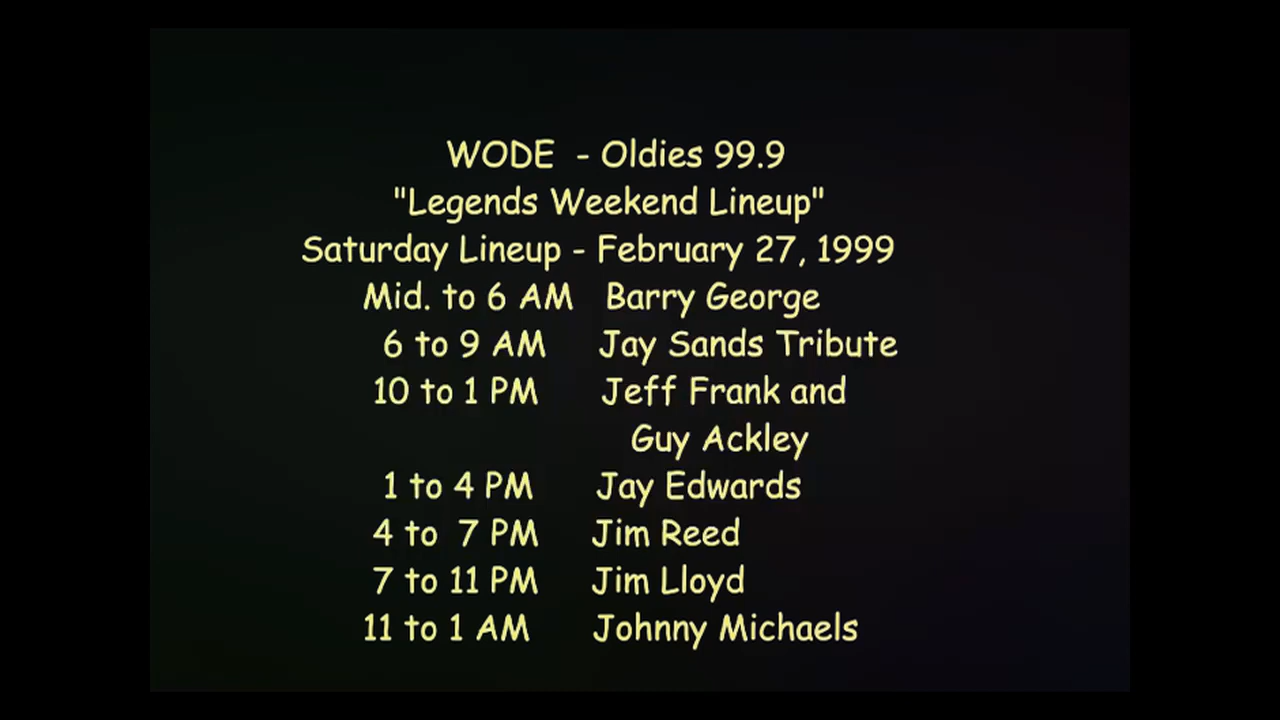 WODE - Oldies 99.9
"Legends Weekend Lineup"
Saturday Lineup - February 27, 1999
Mid. to 6 AM Barry George
6 to 9 AM Jay Sands Tribute
10 to 1 PM Jeff Frank and
Guy Ackley
1 to 4 PM Jay Edwards
4 to 7 PM Jim Reed
7 to 11 PM Jim Lloyd
11 to 1 AM Johnny Michaels